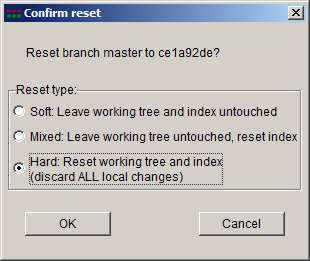 Confirm reset
Reset branch master to ce1a92de?
Reset type:
Soft: Leave working tree and index untouched
Mixed: Leave working tree untouched, reset index
Hard: Reset working tree and index
(discard ALL local changes)
OK
Cancel